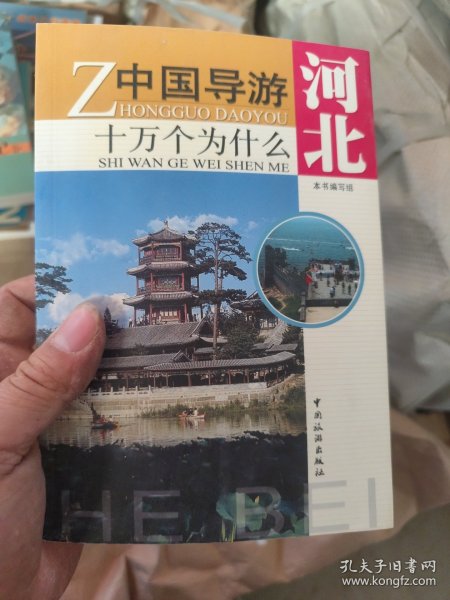 中国导游
ZHONGGUO DAOYOU
十万个为什么
SHI WAN GE WEI SHEN ME
河北
本书编写组
中国旅游出版社
HE BEI
孔夫子旧书网
www.kongfz.com